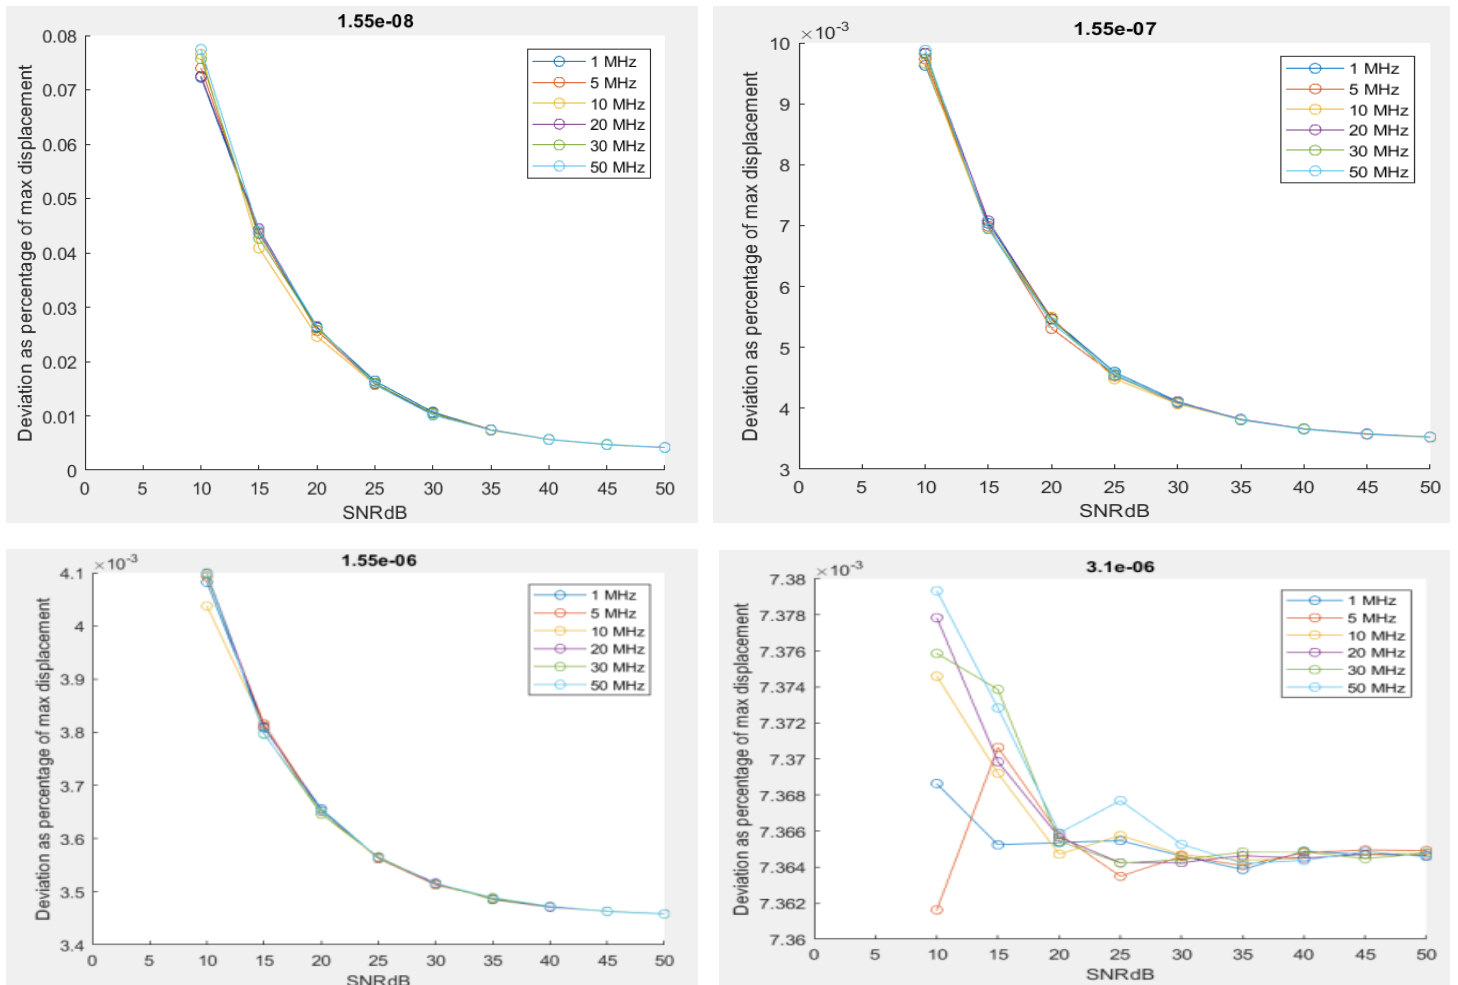 1.55e-08
0.08
0.07
0.06
0.05
0.04
0.03
0.02
0.01
0
Deviation as percentage of max displacement
0 5 10 15 20 25 30 35 40 45 50
SNRdB
1 MHz
5 MHz
10 MHz
20 MHz
30 MHz
50 MHz
×10-3
1.55e-07
10
9
8
7
6
5
4
3
Deviation as percentage of max displacement
0 5 10 15 20 25 30 35 40 45 50
SNRdB
1 MHz
5 MHz
10 MHz
20 MHz
30 MHz
50 MHz
×10-3
1.55e-06
4.1
4
3.9
3.8
3.7
3.6
3.5
3.4
Deviation as percentage of max displacement
0 5 10 15 20 25 30 35 40 45 50
SNRdB
1 MHz
5 MHz
10 MHz
20 MHz
30 MHz
50 MHz
×10-3
3.1e-06
7.38
7.378
7.376
7.374
7.372
7.37
7.368
7.366
7.364
7.362
7.36
Deviation as percentage of max displacement
0 5 10 15 20 25 30 35 40 45 50
SNRdB
1 MHz
5 MHz
10 MHz
20 MHz
30 MHz
50 MHz